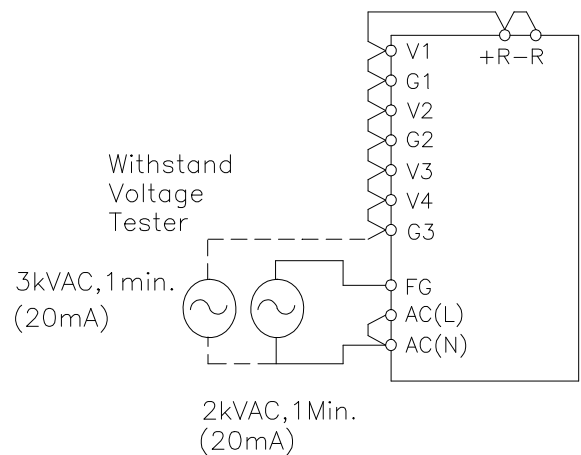 V1
+R-R
G1
V2
G2
V3
V4
G3
Withstand
Voltage
Tester
3kVAC,1min.
(20mA)
FG
AC(L)
AC(N)
2kVAC,1Min.
(20mA)